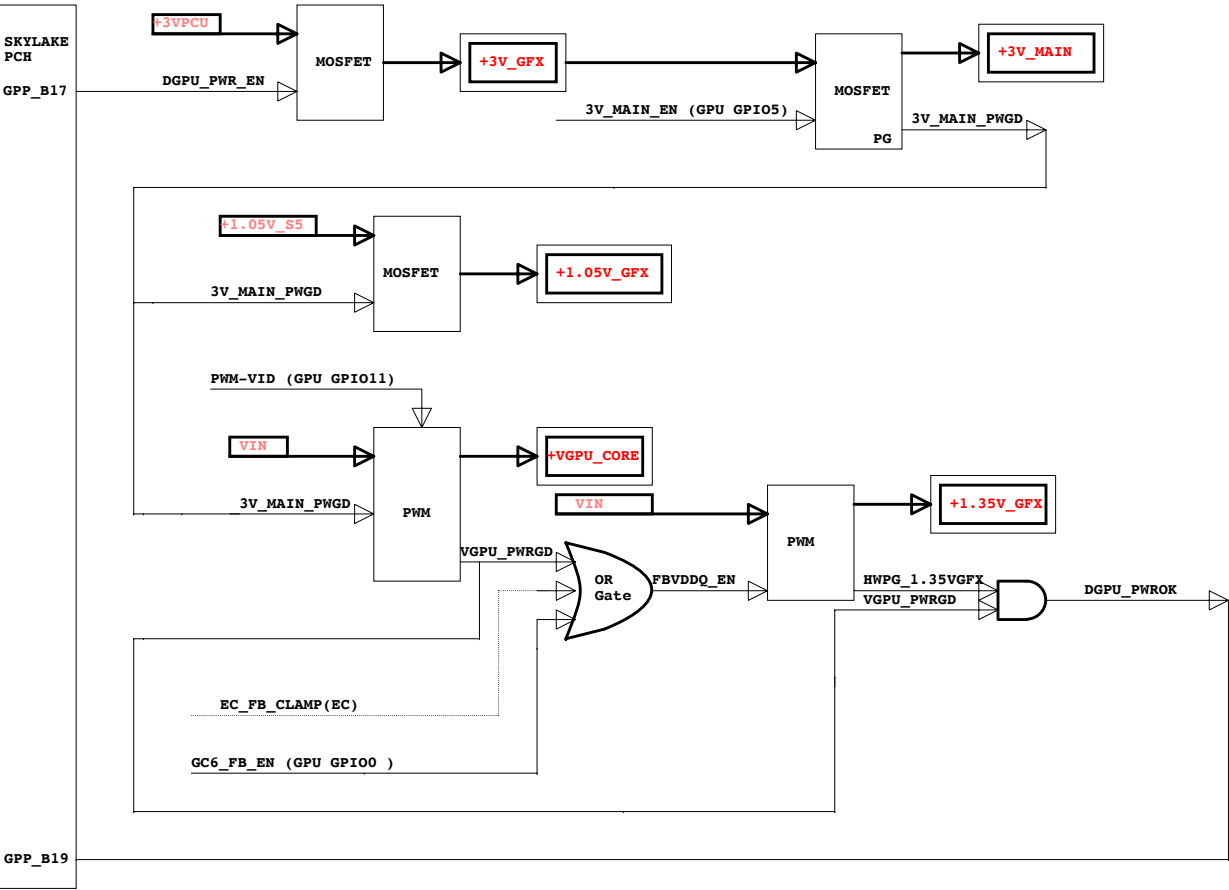 +3VPCU
SKYLAKE
PCH
MOSFET
+3V_GFX
+3V_MAIN
GPP_B17
DGPU_PWR_EN
MOSFET
3V_MAIN_EN (GPU GPIO5)
3V_MAIN_PWGD
PG
+1.05V_S5
MOSFET
+1.05V_GFX
3V_MAIN_PWGD
PWM-VID (GPU GPIO11)
VIN
+VGPU_CORE
3V_MAIN_PWGD
PWM
VIN
+1.35V_GFX
PWM
VGPU_PWRGD
OR
Gate
FBVDDQ_EN
HWPG_1.35VGFX
VGPU_PWRGD
DGPU_PWROK
EC_FB_CLAMP(EC)
GC6_FB_EN (GPU GPIO0 )
GPP_B19